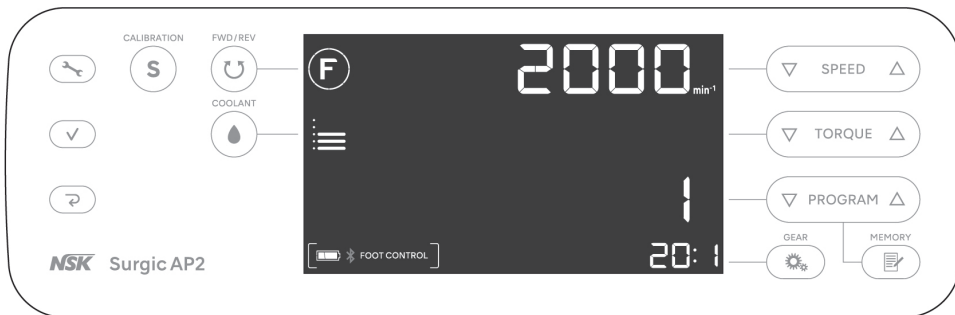 CALIBRATION
FWD/REV
S
COOLANT
NSK Surgic AP2
F
2000
min-1
1
FOOT CONTROL
20:1
SPEED
TORQUE
PROGRAM
GEAR
MEMORY